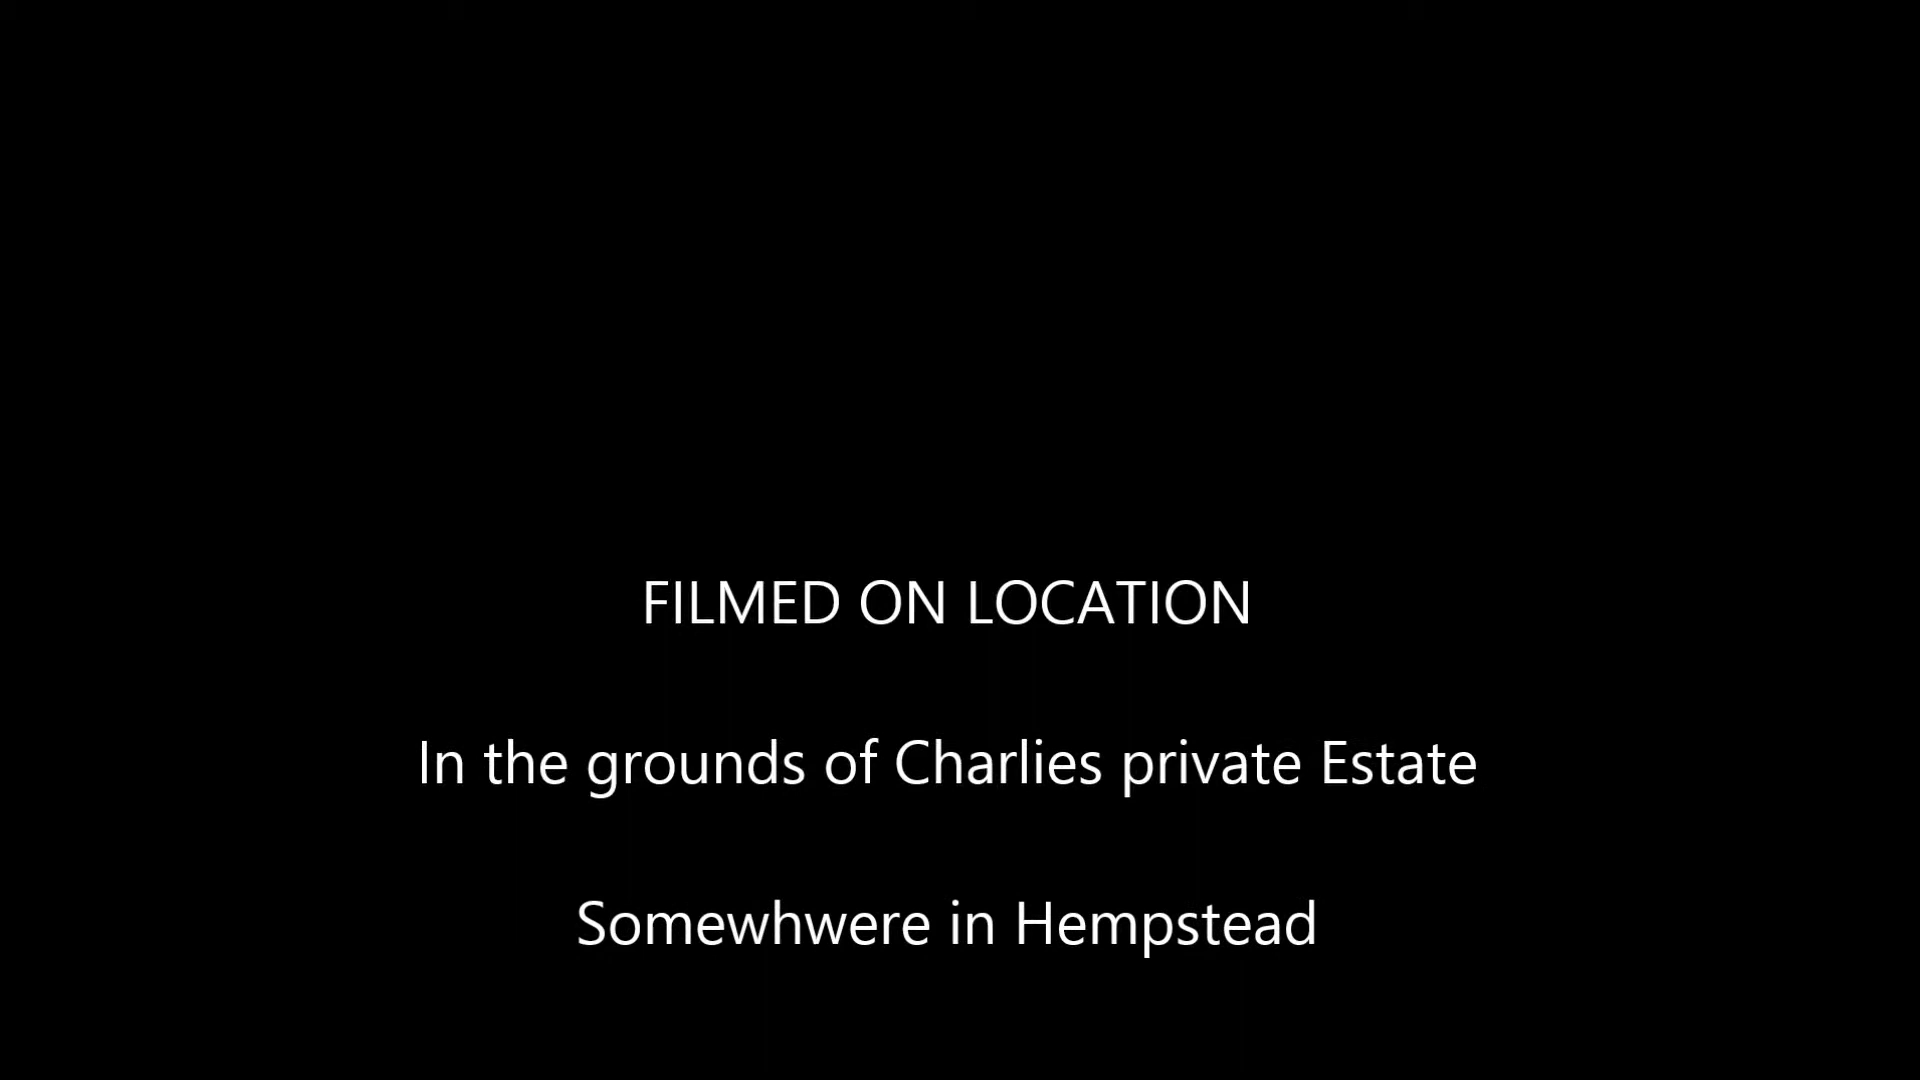 FILMED ON LOCATION
In the grounds of Charlies private Estate
Somewhwere in Hempstead